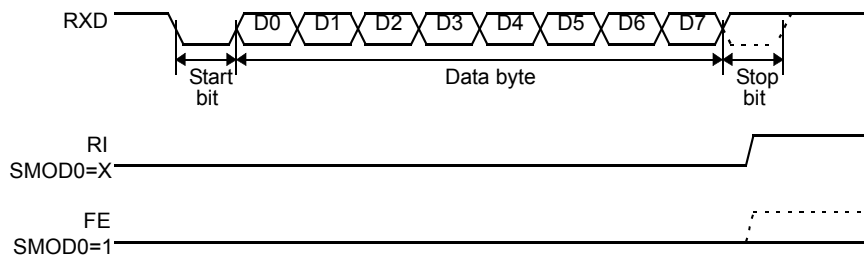 RXD
D0 D1 D2 D3 D4 D5 D6 D7
Start
bit
Data byte
Stop
bit
RI
SMOD0=X
FE
SMOD0=1